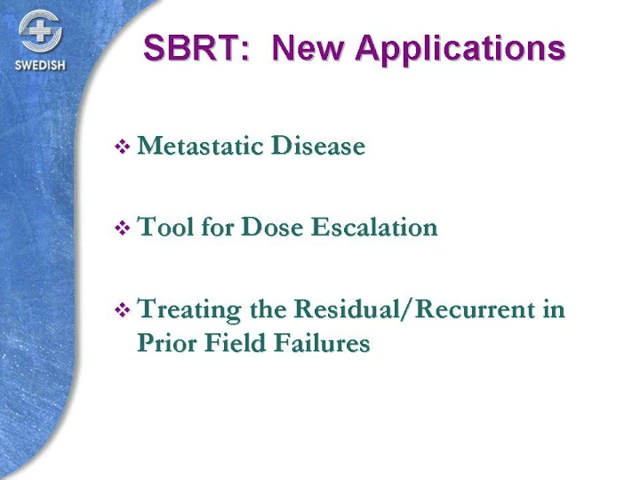 SWEDISH
SBRT:  New Applications
Metastatic Disease
Tool for Dose Escalation
Treating the Residual/Recurrent in
Prior Field Failures